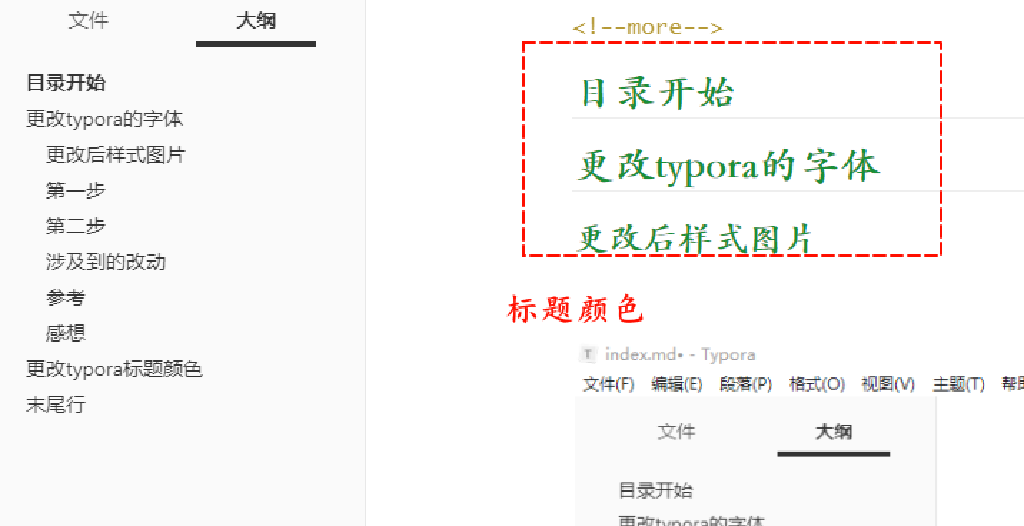 文件 大纲
目录开始
更改typora的字体
更改后样式图片
第一步
第二步
涉及到的改动
参考
感想
更改typora标题颜色
末尾行
<!--more-->
目录开始
更改typora的字体
更改后样式图片
标题颜色
T index.md• - Typora
文件(F) 编辑(E) 段落(P) 格式(O) 视图(V) 主题(T) 帮
文件 大纲
目录开始
更改typora的字体